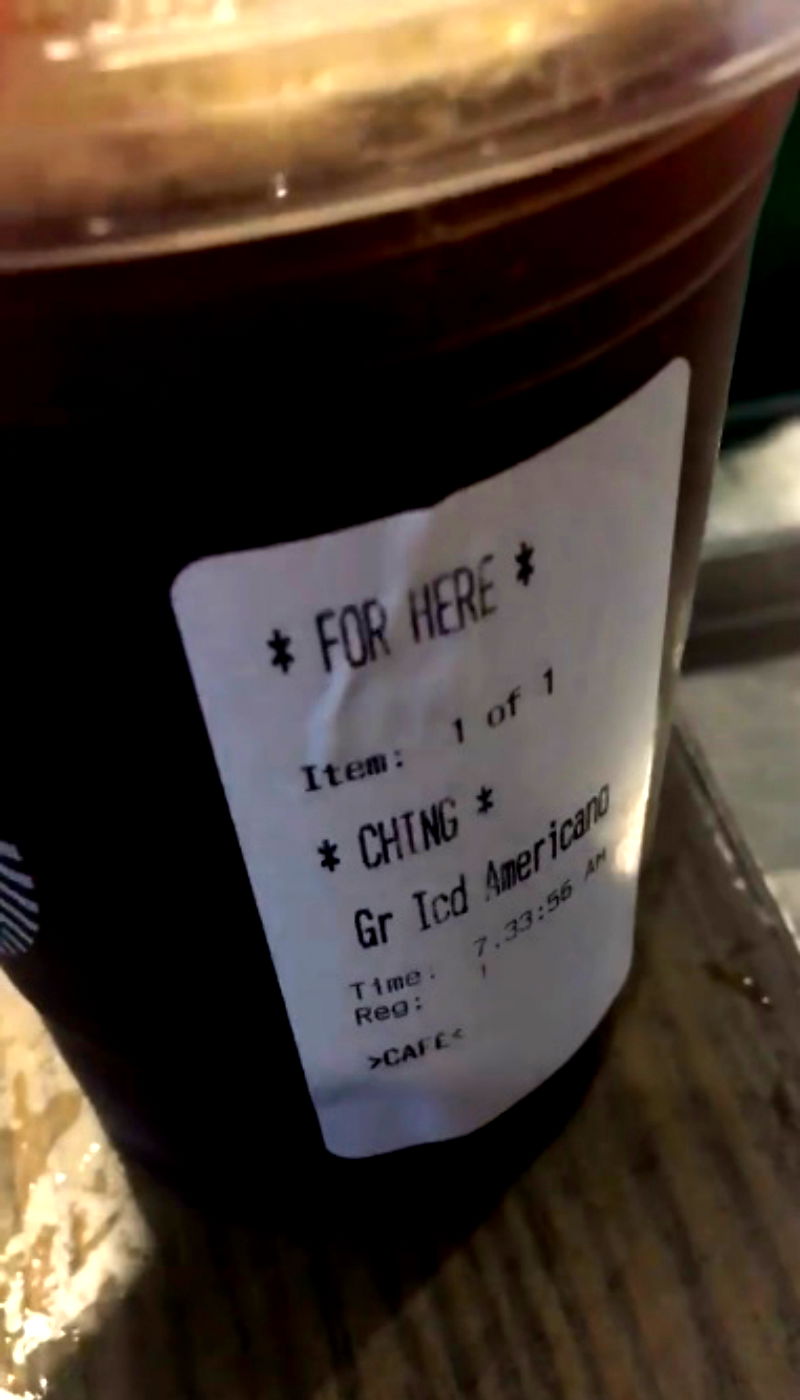 * FOR HERE *
Item: 1 of 1
* CHING *
Gr Icd Americano
Time: 7:33:56 AM
Reg: 1
>CAFE<